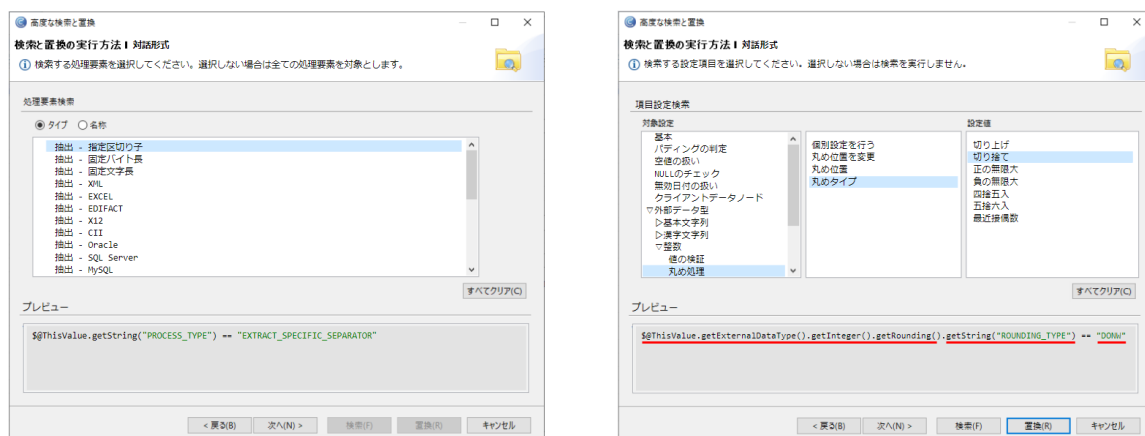 高度な検索と置換
検索と置換の実行方法 | 対話形式
検索する処理要素を選択してください。選択しない場合は全ての処理要素を対象とします。
処理要素検索
タイプ 名称
抽出 - 指定区切り子
抽出 - 固定バイト長
抽出 - 固定文字長
抽出 - XML
抽出 - EXCEL
抽出 - EDIFACT
抽出 - X12
抽出 - CII
抽出 - Oracle
抽出 - SQL Server
抽出 - MySQL
すべてクリア(C)
プレビュー
$@ThisValue.getString("PROCESS_TYPE") == "EXTRACT_SPECIFIC_SEPARATOR"
< 戻る(B) 次へ(N) > 検索(F) 置換(R) キャンセル
高度な検索と置換
検索と置換の実行方法 | 対話形式
検索する設定項目を選択してください。選択しない場合は検索を実行しません。
項目設定検索
対象設定
基本
パディングの判定
空値の扱い
NULLのチェック
無効日付の扱い
クライアントデータノード
▽外部データ型
▷基本文字列
▷漢字文字列
▽整数
値の検証
丸め処理
個別設定を行う
丸め位置を変更
丸め位置
丸めタイプ
設定値
切り上げ
切り捨て
正の無限大
負の無限大
四捨五入
五捨六入
最近接偶数
すべてクリア(C)
プレビュー
$@ThisValue.getExternalDataType().getInteger().getRounding().getString("ROUNDING_TYPE") == "DONW"
< 戻る(B) 次へ(N) > 検索(F) 置換(R) キャンセル